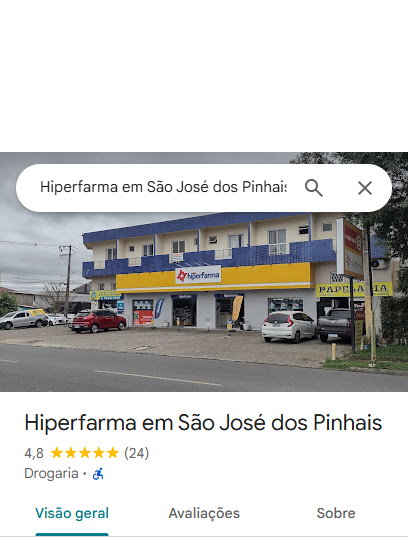 Hiperfarma em São José dos Pinhais
hiperfarma
PAPELARIA
Hiperfarma em São José dos Pinhais
4,8 (24)
Drogaria ·
Visão geral Avaliações Sobre